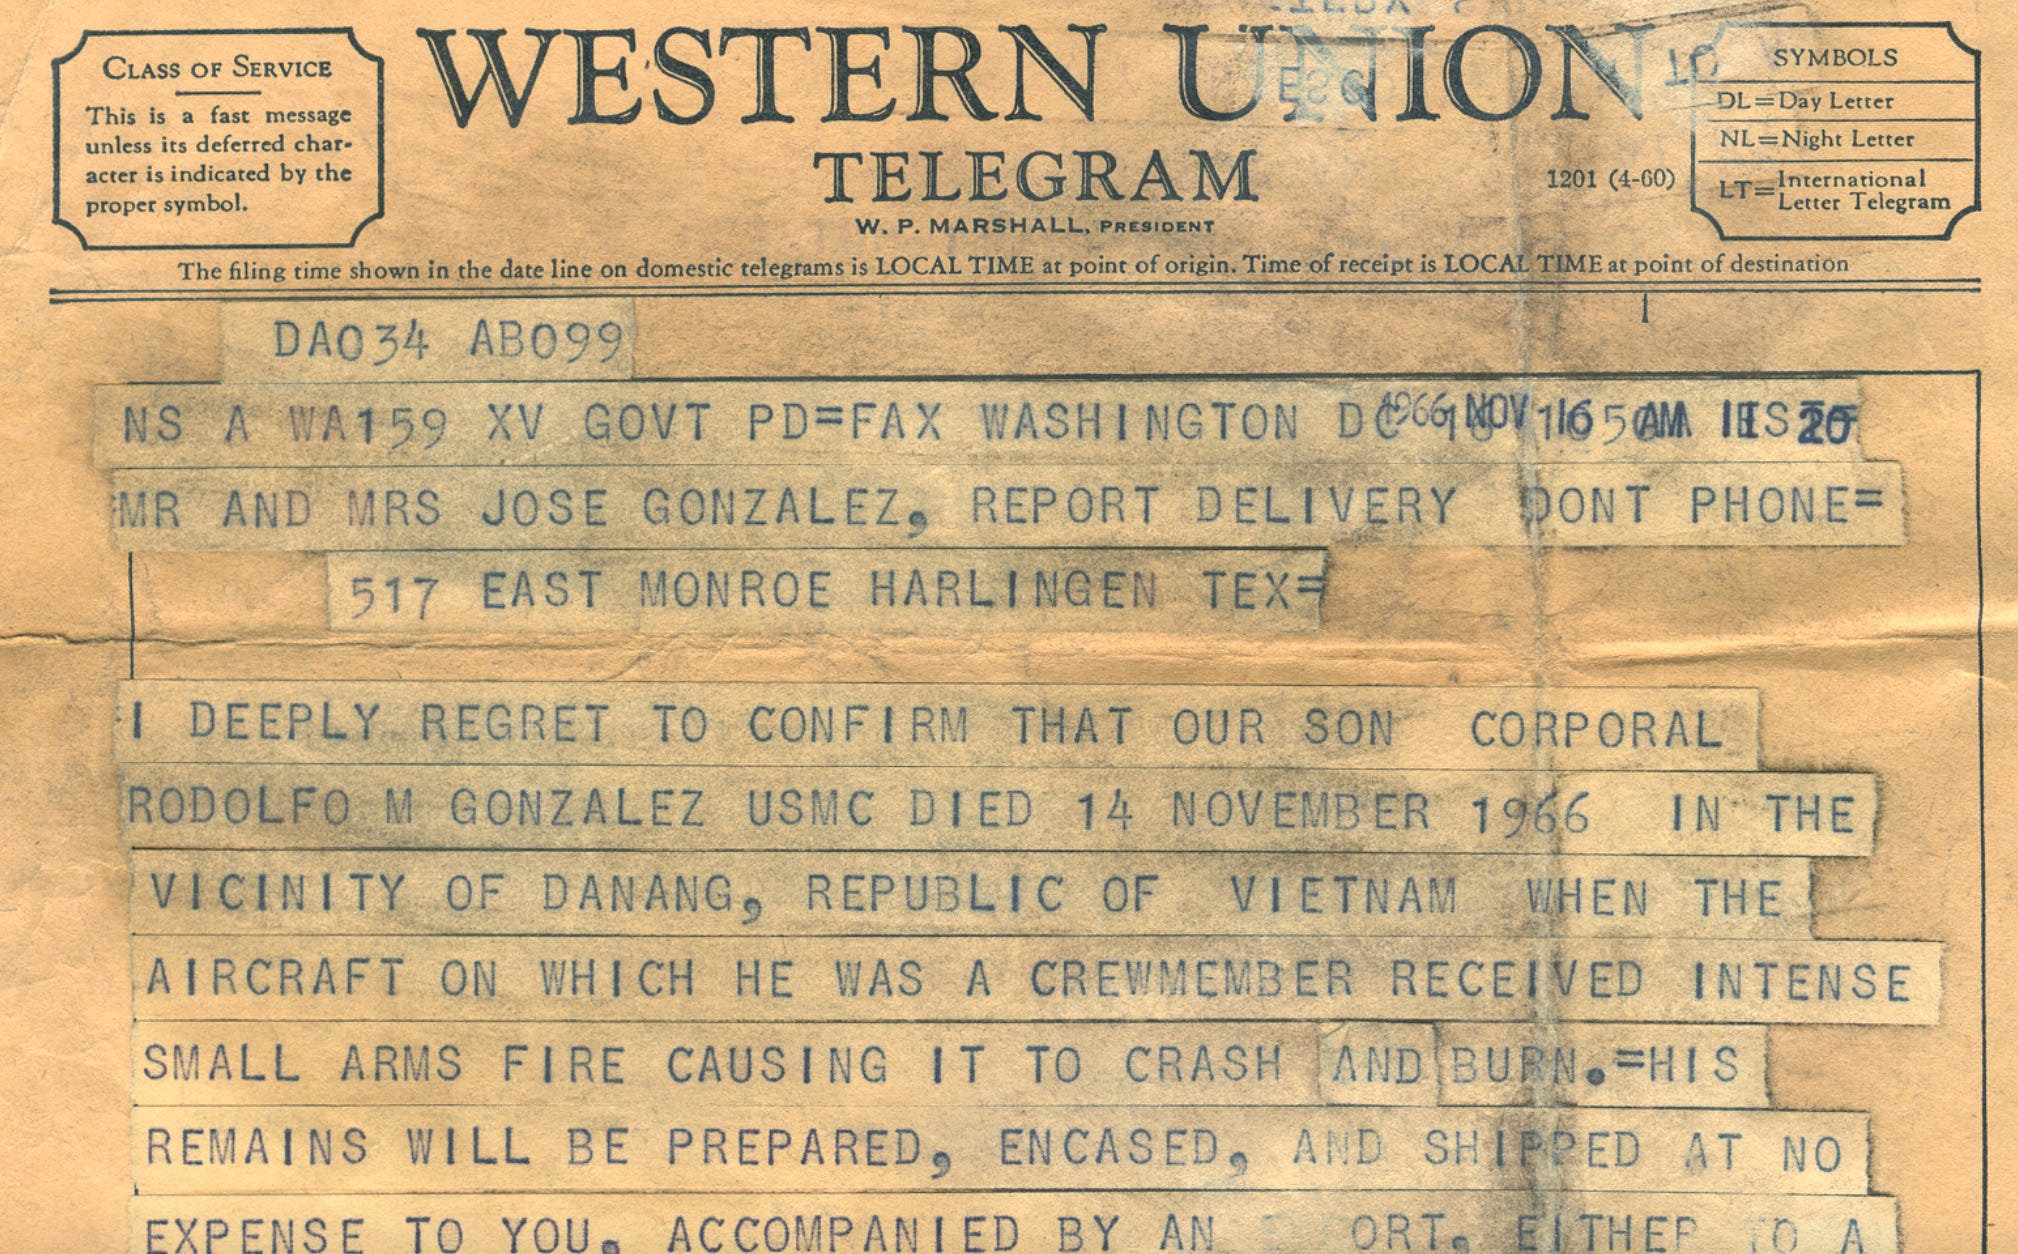 CLASS OF SERVICE
This is a fast message
unless its deferred char-
acter is indicated by the
proper symbol.
WESTERN UNION
TELEGRAM
W. P. MARSHALL, PRESIDENT
1201 (4-60)
SYMBOLS
DL=Day Letter
NL=Night Letter
LT=International
Letter Telegram
The filing time shown in the date line on domestic telegrams is LOCAL TIME at point of origin. Time of receipt is LOCAL TIME at point of destination
DA034 AB099
NS A WA159 XV GOVT PD=FAX WASHINGTON DC
1966 NOV 16 AM 11 20
MR AND MRS JOSE GONZALEZ, REPORT DELIVERY DONT PHONE=
517 EAST MONROE HARLINGEN TEX=
I DEEPLY REGRET TO CONFIRM THAT OUR SON CORPORAL
RODOLFO M GONZALEZ USMC DIED 14 NOVEMBER 1966 IN THE
VICINITY OF DANANG, REPUBLIC OF VIETNAM WHEN THE
AIRCRAFT ON WHICH HE WAS A CREWMEMBER RECEIVED INTENSE
SMALL ARMS FIRE CAUSING IT TO CRASH AND BURN.=HIS
REMAINS WILL BE PREPARED, ENCASED, AND SHIPPED AT NO
EXPENSE TO YOU, ACCOMPANIED BY AN ORT, EITHER TO A